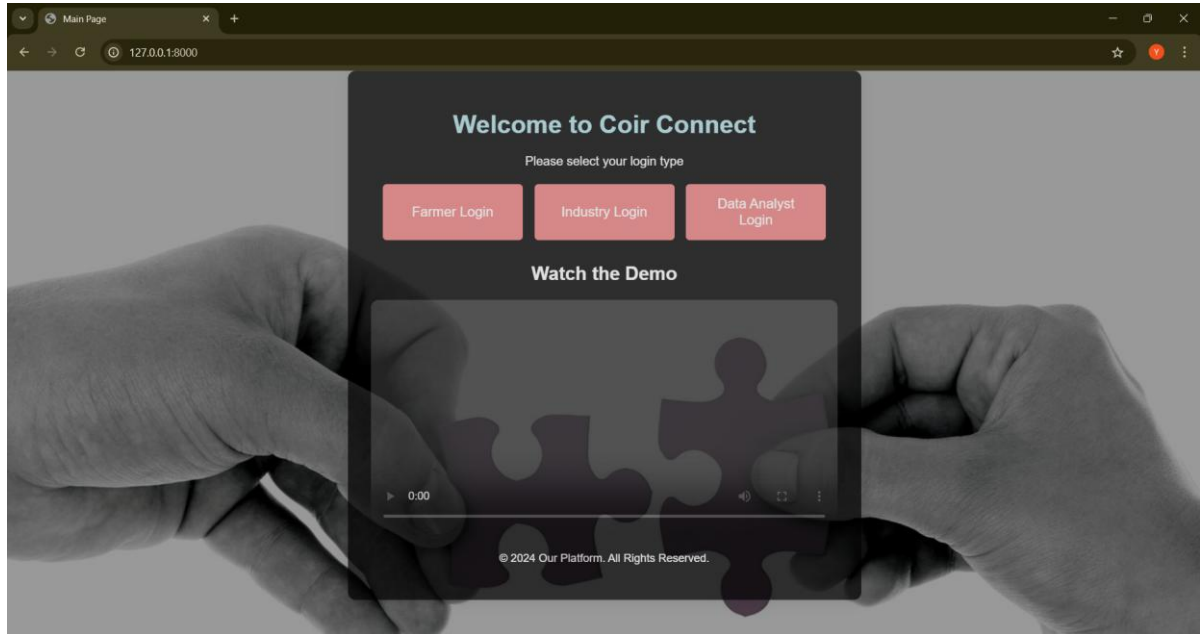 Main Page
127.0.0.1:8000
Y
Welcome to Coir Connect
Please select your login type
Farmer Login
Industry Login
Data Analyst
Login
Watch the Demo
0:00
© 2024 Our Platform. All Rights Reserved.